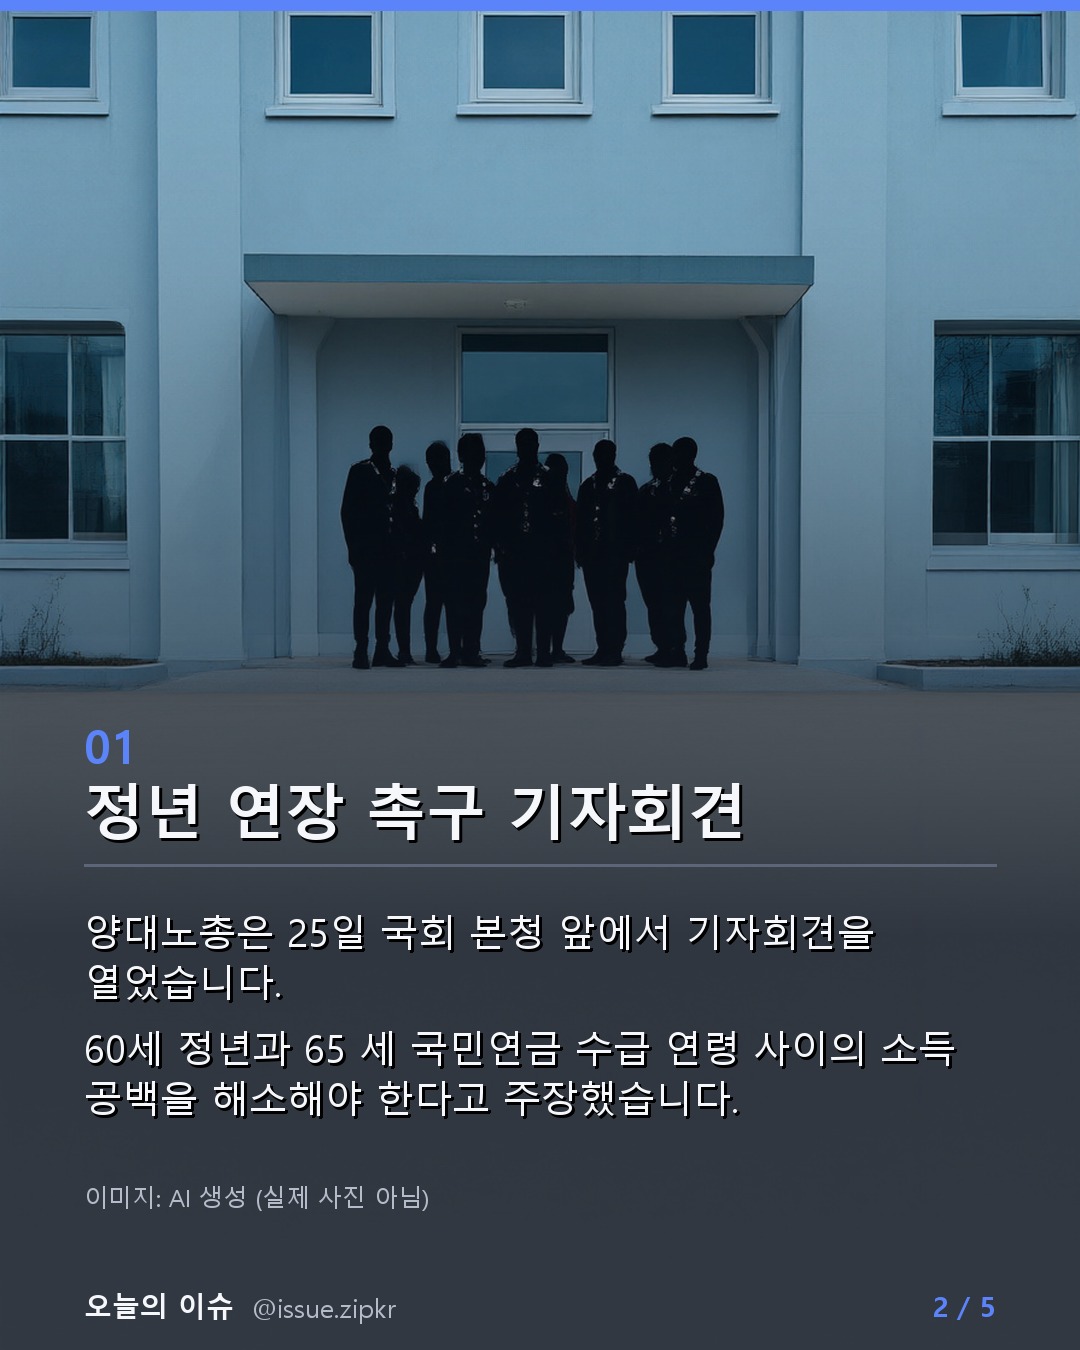 01
정년 연장 촉구 기자회견
양대노총은 25일 국회 본청 앞에서 기자회견을
열었습니다.
60세 정년과 65 세 국민연금 수급 연령 사이의 소득
공백을 해소해야 한다고 주장했습니다.
이미지: AI 생성 (실제 사진 아님)
오늘의 이슈 @issue.zipkr
2 / 5